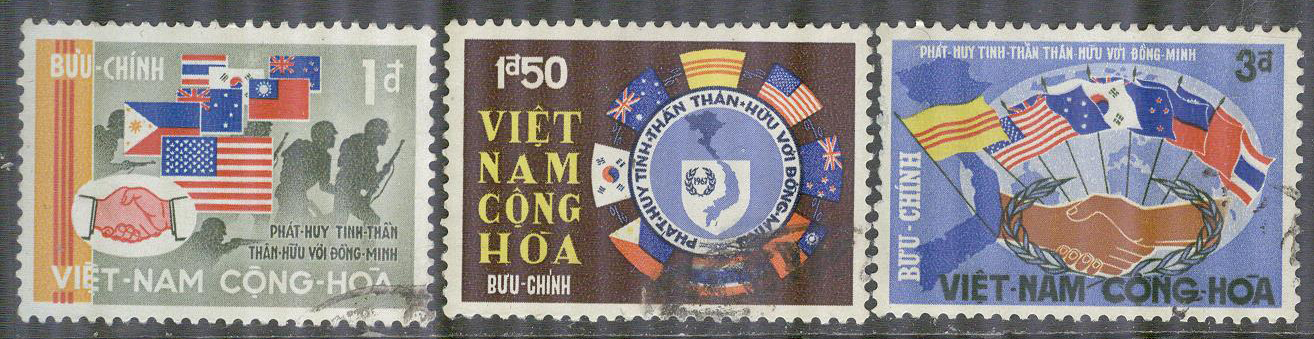 BƯU-CHÍNH
1đ
PHÁT-HUY TINH-THẦN
THÂN-HỮU VỚI ĐỒNG-MINH
VIỆT-NAM CỘNG-HÒA
1đ50
VIỆT
NAM
CỘNG
HÒA
BƯU-CHÍNH
PHÁT-HUY TINH-THẦN THÂN-HỮU VỚI ĐỒNG-MINH
1967
PHÁT-HUY TINH-THẦN THÂN-HỮU VỚI ĐỒNG-MINH
3đ
BƯU-CHÍNH
VIỆT-NAM CỘNG-HÒA